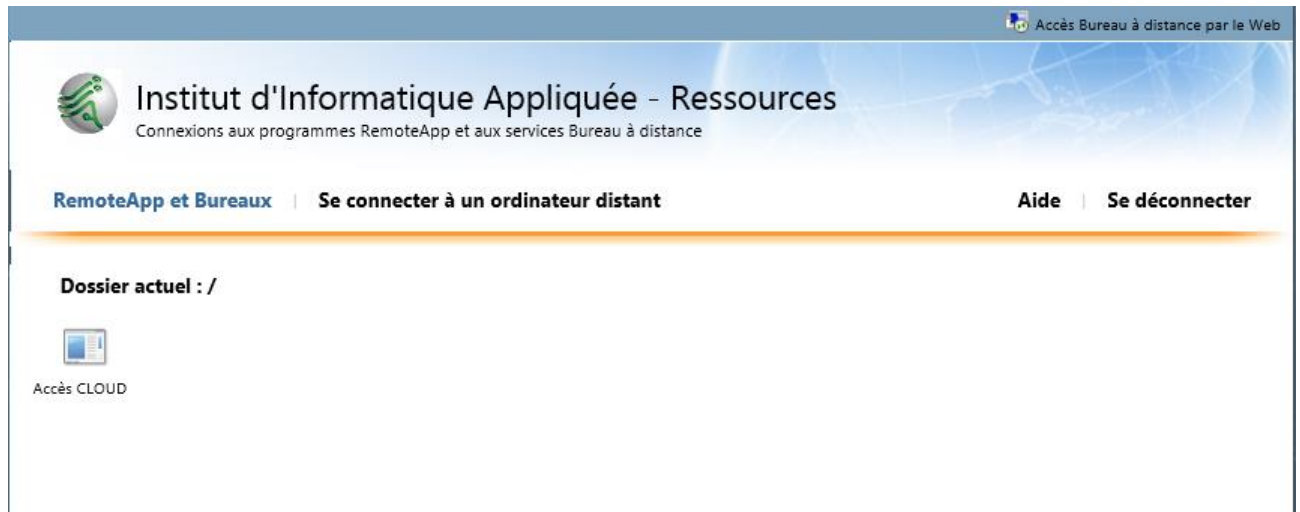 Accès Bureau à distance par le Web
Institut d'Informatique Appliquée - Ressources
Connexions aux programmes RemoteApp et aux services Bureau à distance
RemoteApp et Bureaux | Se connecter à un ordinateur distant Aide | Se déconnecter
Dossier actuel : /
Accès CLOUD